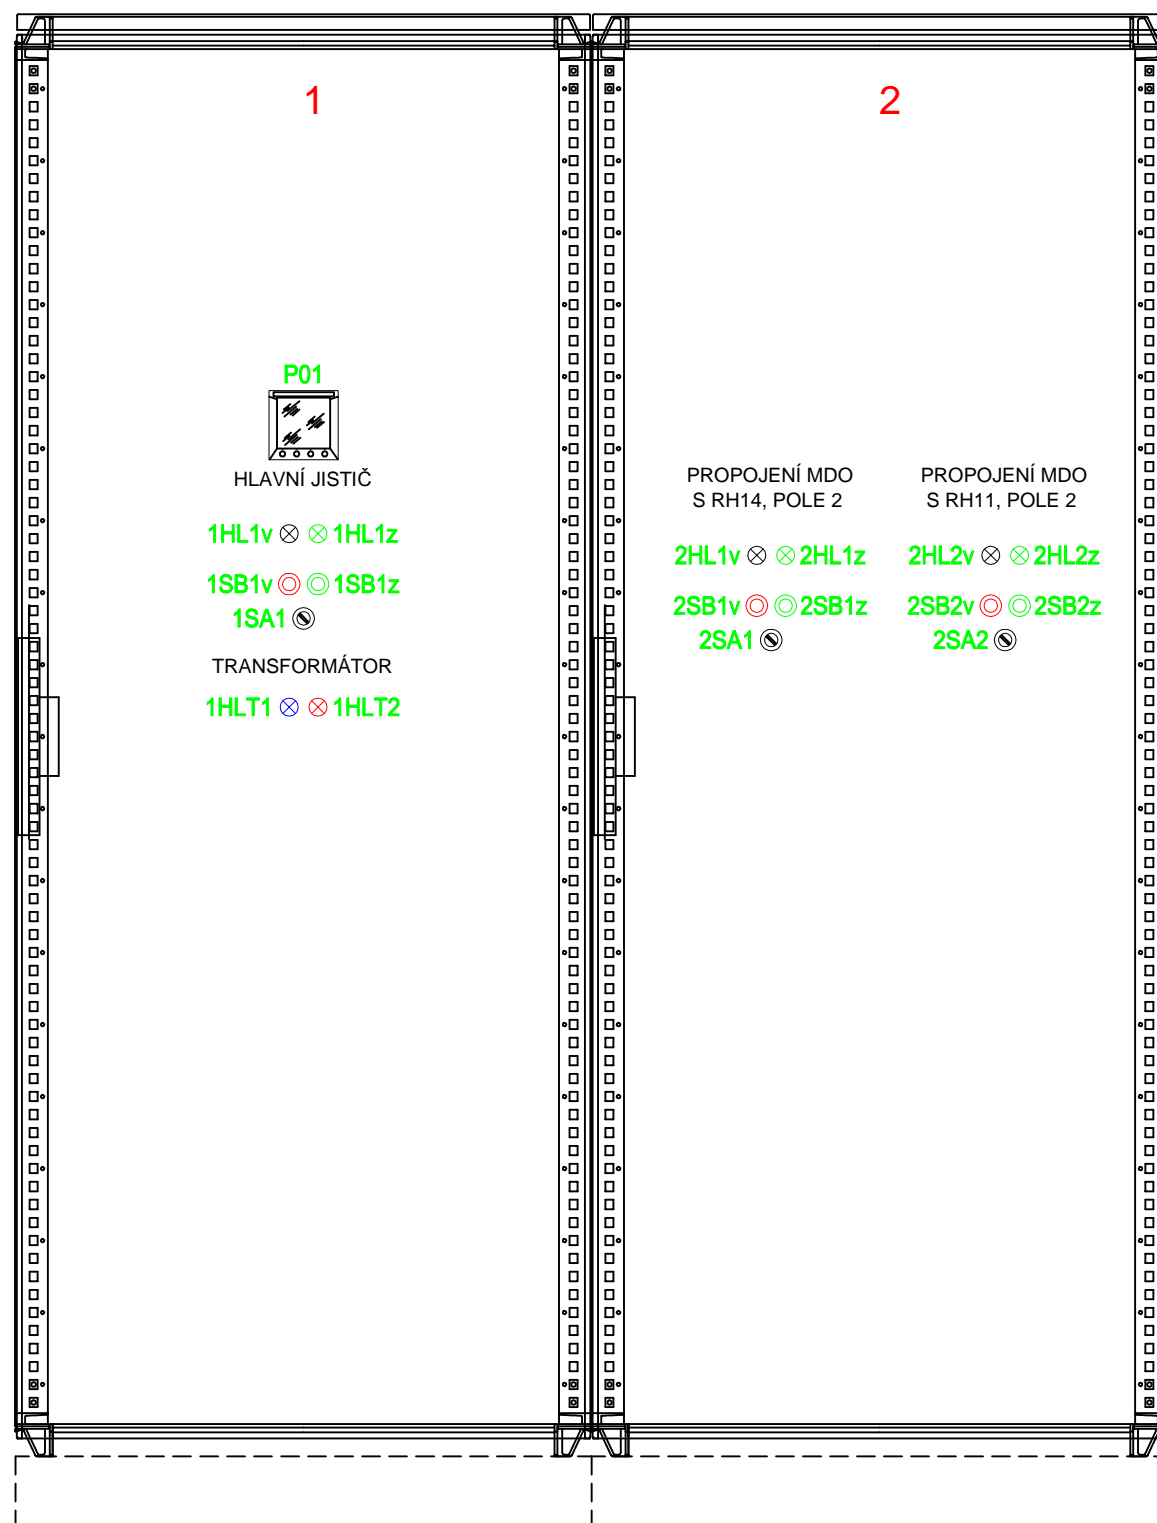 1
2
P01
HLAVNÍ JISTIČ
1HL1v 1HL1z
1SB1v 1SB1z
1SA1
TRANSFORMÁTOR
1HLT1 1HLT2
PROPOJENÍ MDO
S RH14, POLE 2
2HL1v 2HL1z
2SB1v 2SB1z
2SA1
PROPOJENÍ MDO
S RH11, POLE 2
2HL2v 2HL2z
2SB2v 2SB2z
2SA2